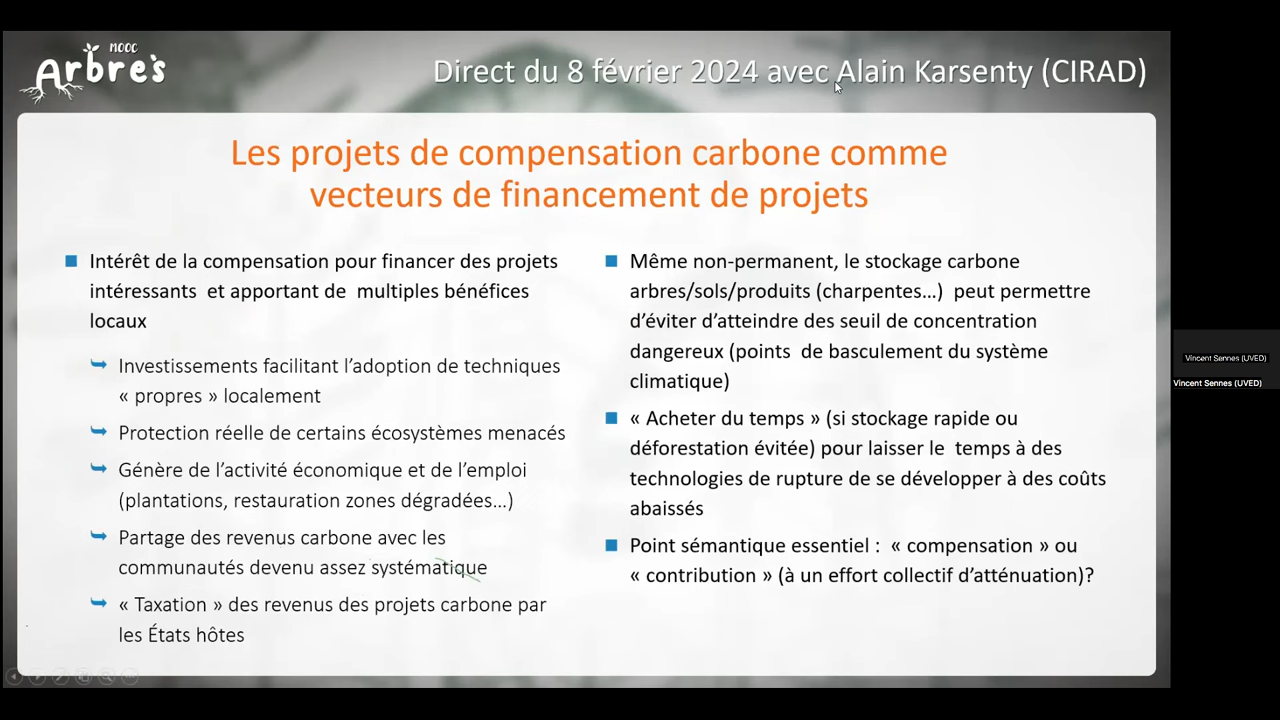 MOOC
Arbres
Direct du 8 février 2024 avec Alain Karsenty (CIRAD)
Les projets de compensation carbone comme
vecteurs de financement de projets
Intérêt de la compensation pour financer des projets
intéressants et apportant de multiples bénéfices
locaux
Investissements facilitant l’adoption de techniques
« propres » localement
Protection réelle de certains écosystèmes menacés
Génère de l’activité économique et de l’emploi
(plantations, restauration zones dégradées…)
Partage des revenus carbone avec les
communautés devenu assez systématique
« Taxation » des revenus des projets carbone par
les États hôtes
Même non-permanent, le stockage carbone
arbres/sols/produits (charpentes…) peut permettre
d’éviter d’atteindre des seuil de concentration
dangereux (points de basculement du système
climatique)
« Acheter du temps » (si stockage rapide ou
déforestation évitée) pour laisser le temps à des
technologies de rupture de se développer à des coûts
abaissés
Point sémantique essentiel : « compensation » ou
« contribution » (à un effort collectif d’atténuation)?
Vincent Sennes (UVED)
Vincent Sennes (UVED)